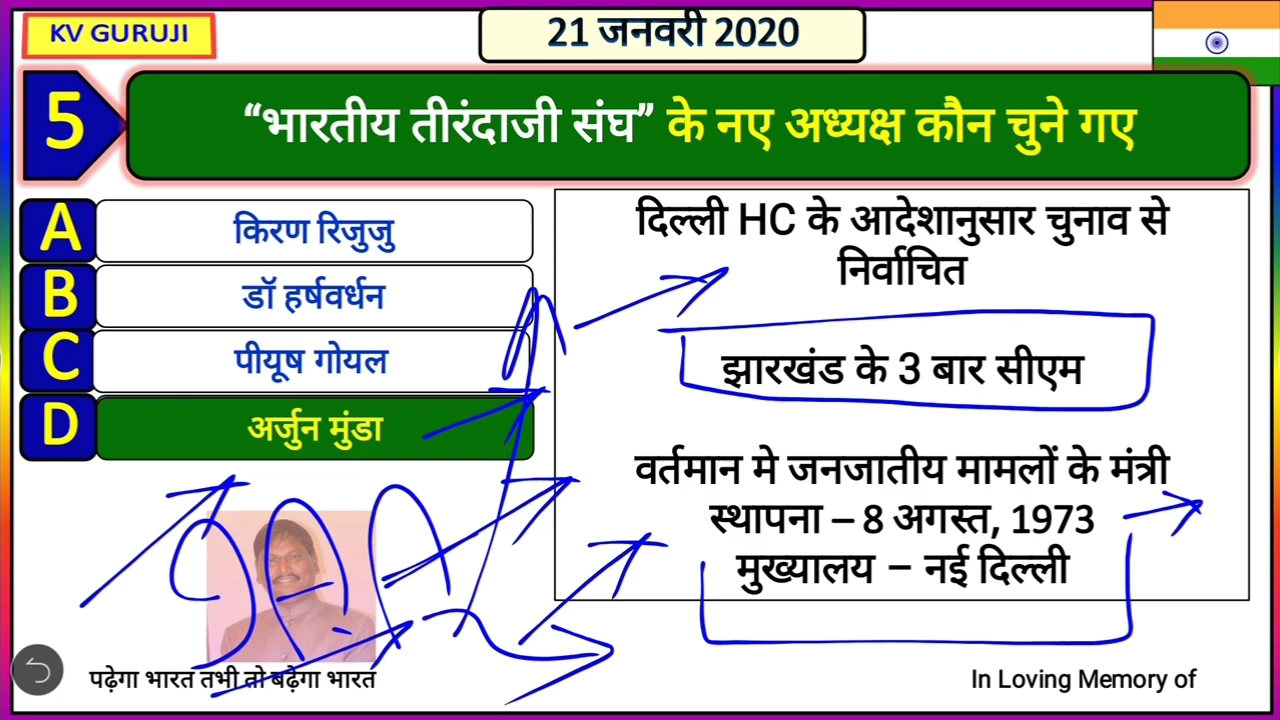 KV GURUJI
21 जनवरी 2020
5
“भारतीय तीरंदाजी संघ” के नए अध्यक्ष कौन चुने गए
A किरण रिजुजु
B डॉ हर्षवर्धन
C पीयूष गोयल
D अर्जुन मुंडा
दिल्ली HC के आदेशानुसार चुनाव से
निर्वाचित
झारखंड के 3 बार सीएम
वर्तमान मे जनजातीय मामलों के मंत्री
स्थापना – 8 अगस्त, 1973
मुख्यालय – नई दिल्ली
पढ़ेगा भारत तभी तो बढ़ेगा भारत
In Loving Memory of